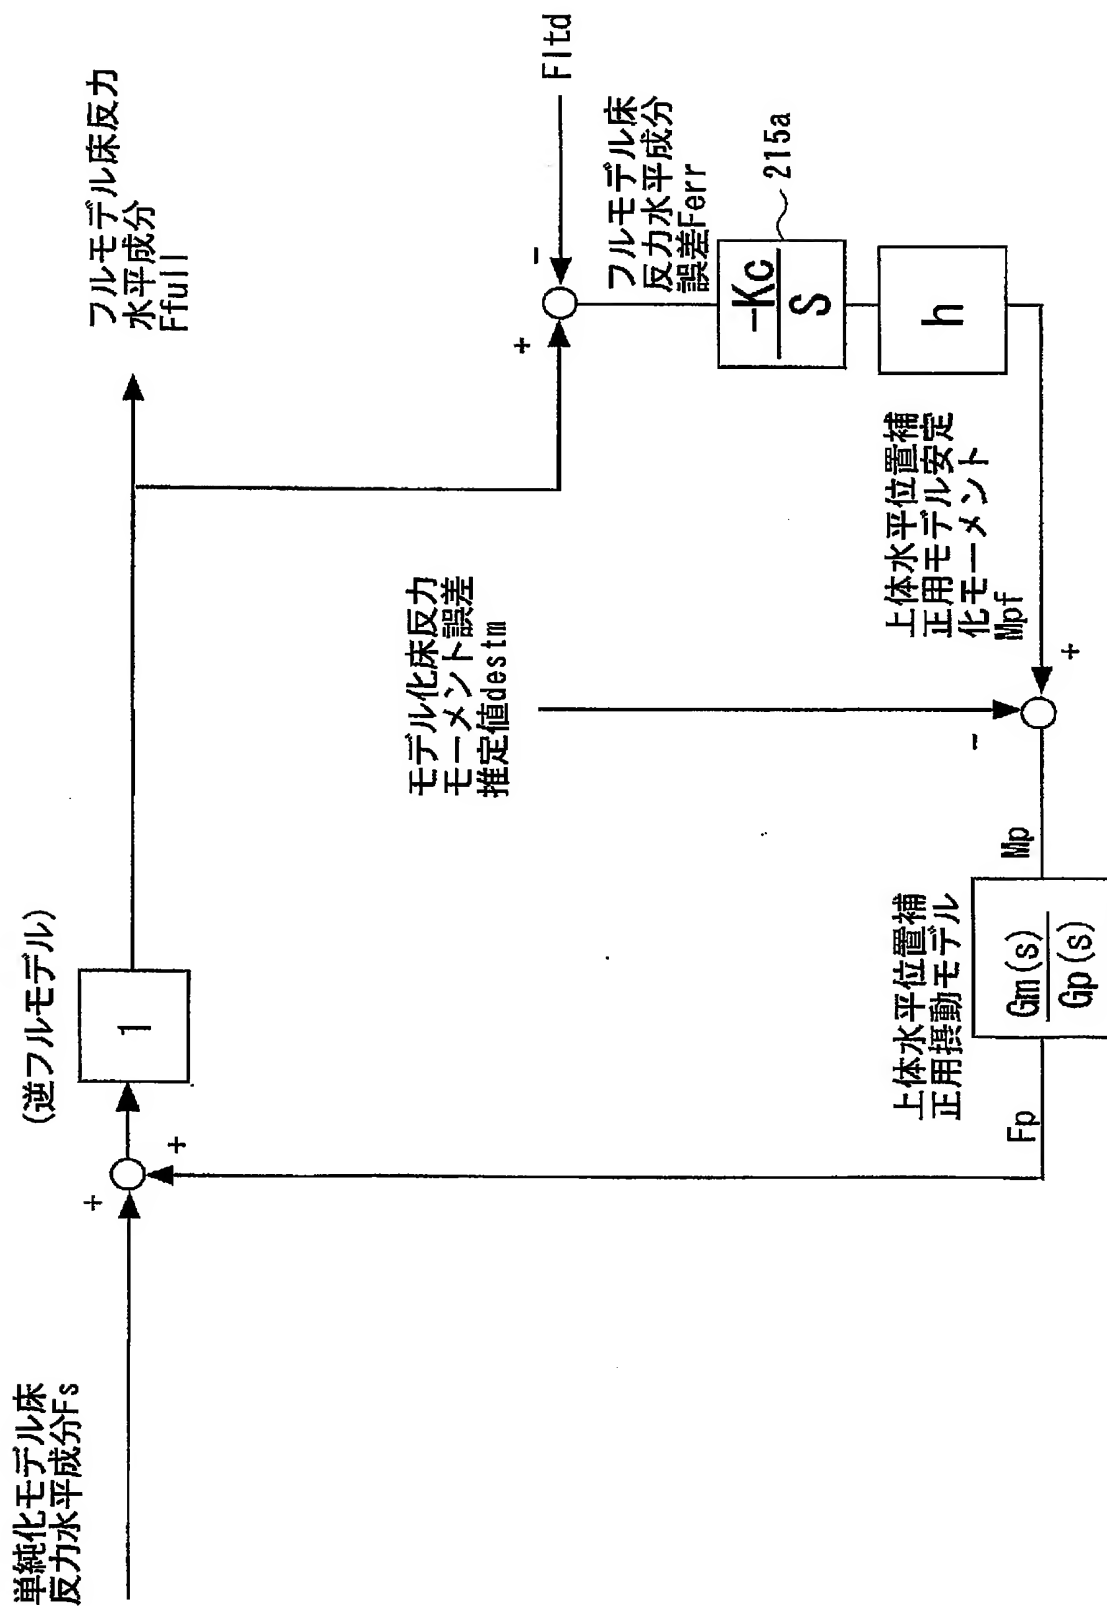 単純化モデル床
反力水平成分Fs
+
+
(逆フルモデル)
1
フルモデル床反力
水平成分
Ffull
+
-
Fltd
フルモデル床
反力水平成分
誤差Ferr
-Kc
S
215a
h
上体水平位置補
正用モデル安定
化モーメント
Mpf
+
-
モデル化床反力
モーメント誤差
推定値destm
Mp
上体水平位置補
正用摂動モデル
Gm(s)
Gp(s)
Fp